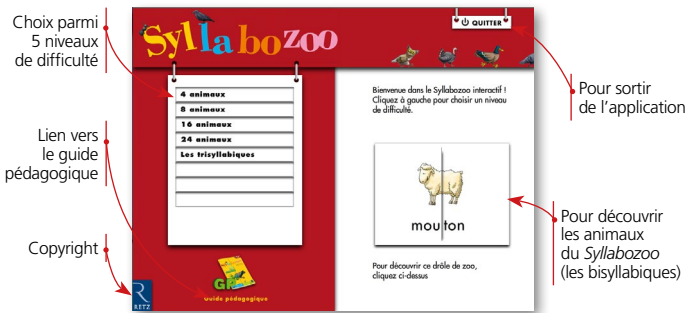 Choix parmi
5 niveaux
de difficulté
Lien vers
le guide
pédagogique
Copyright
Syllabozoo
QUITTER
4 animaux
8 animaux
16 animaux
24 animaux
Les trisyllabiques
GP
Guide pédagogique
RETZ
Bienvenue dans le Syllabozoo interactif !
Cliquez à gauche pour choisir un niveau
de difficulté.
mou ton
Pour découvrir ce drôle de zoo,
cliquez ci-dessus
Pour sortir
de l'application
Pour découvrir
les animaux
du Syllabozoo
(les bisyllabiques)